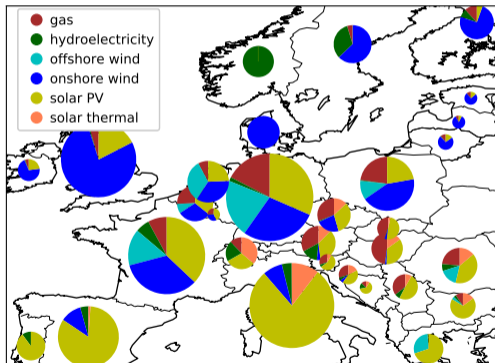 gas
hydroelectricity
offshore wind
onshore wind
solar PV
solar thermal